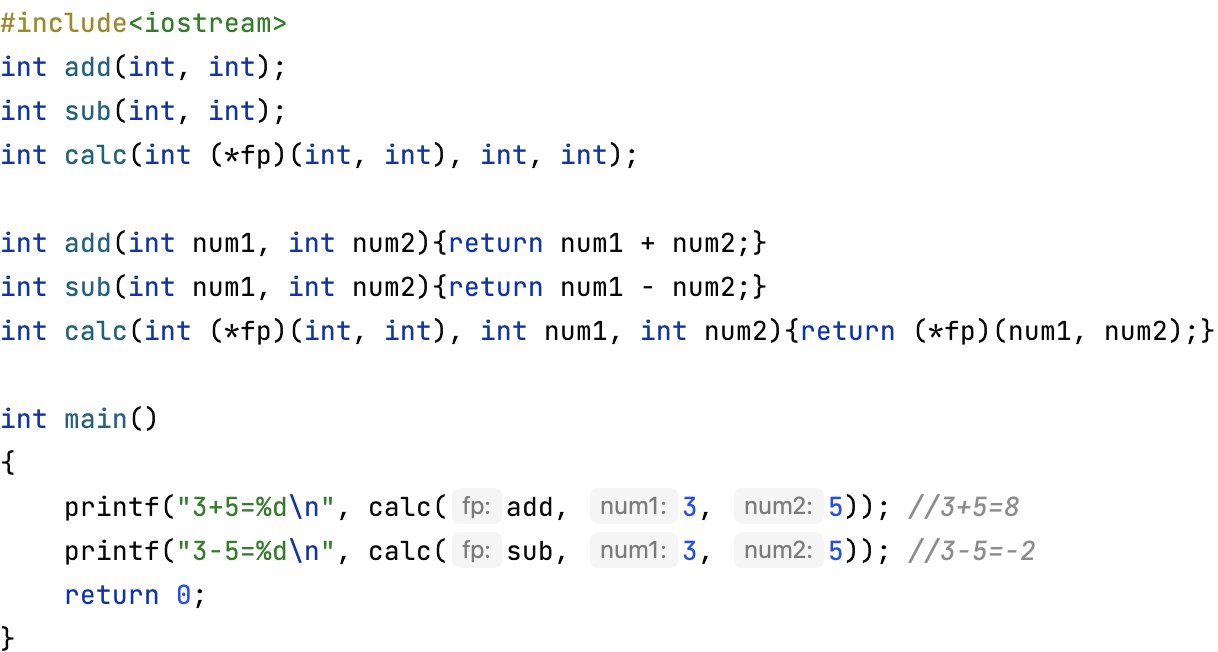 #include<iostream>
int add(int, int);
int sub(int, int);
int calc(int (*fp)(int, int), int, int);

int add(int num1, int num2){return num1 + num2;}
int sub(int num1, int num2){return num1 - num2;}
int calc(int (*fp)(int, int), int num1, int num2){return (*fp)(num1, num2);}

int main()
{
    printf("3+5=%d\n", calc( fp: add, num1: 3, num2: 5)); //3+5=8
    printf("3-5=%d\n", calc( fp: sub, num1: 3, num2: 5)); //3-5=-2
    return 0;
}